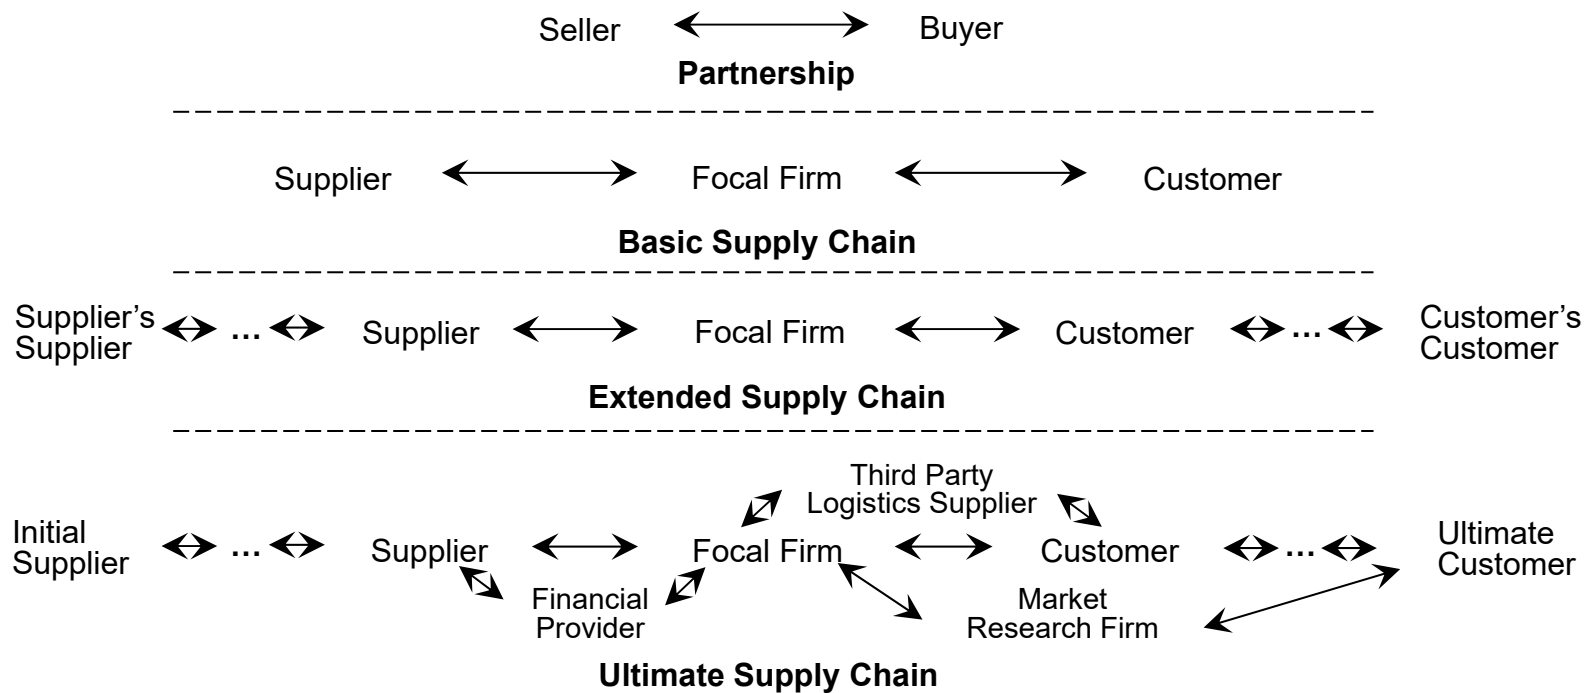 Seller Buyer
Partnership
Supplier Focal Firm Customer
Basic Supply Chain
Supplier’s
Supplier
...
Supplier
Focal Firm
Customer
...
Customer’s
Customer
Extended Supply Chain
Third Party
Logistics Supplier
Initial
Supplier
...
Supplier
Focal Firm
Customer
...
Ultimate
Customer
Financial
Provider
Market
Research Firm
Ultimate Supply Chain